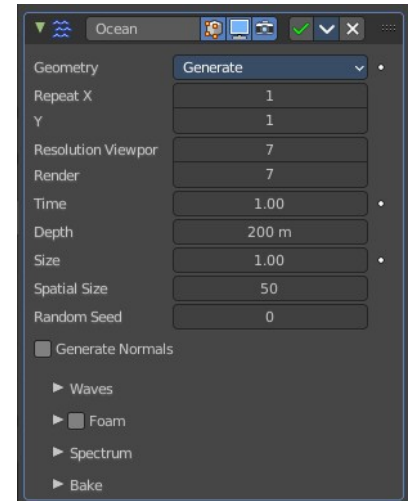 Ocean
Geometry Generate
Repeat X 1
Y 1
Resolution Viewpor 7
Render 7
Time 1.00
Depth 200 m
Size 1.00
Spatial Size 50
Random Seed 0
Generate Normals
Waves
Foam
Spectrum
Bake